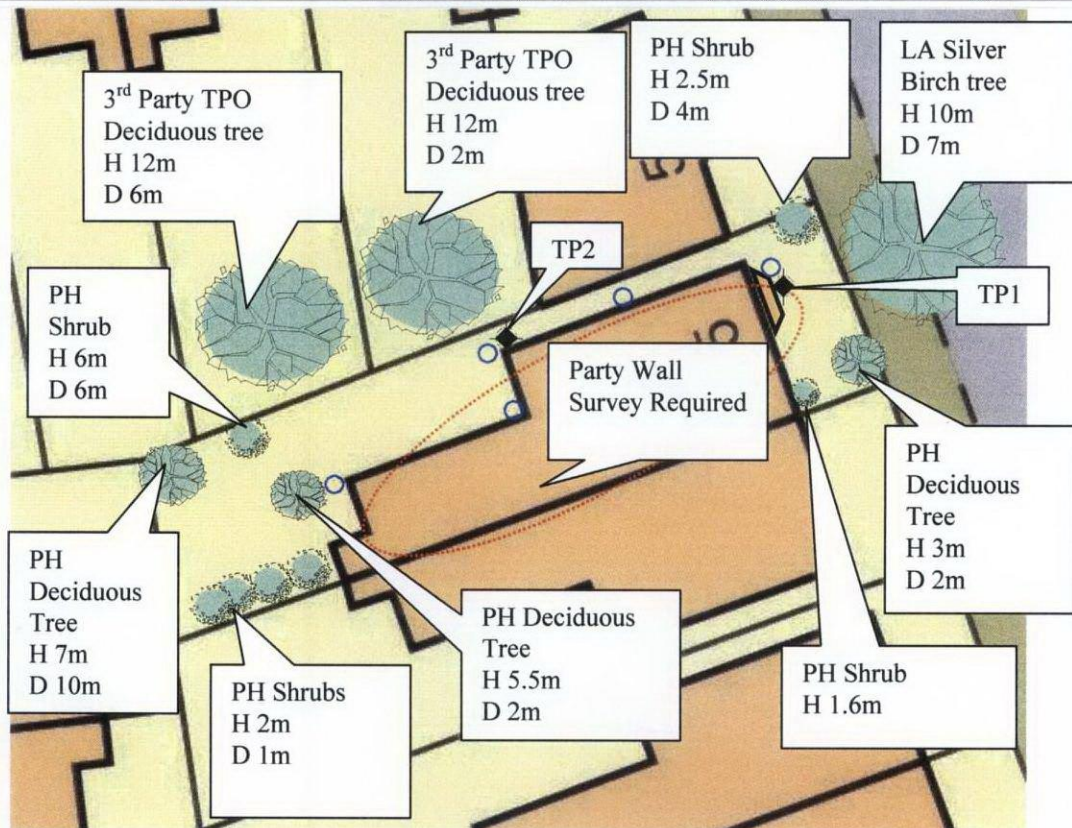 3rd Party TPO
Deciduous tree
H 12m
D 6m
3rd Party TPO
Deciduous tree
H 12m
D 2m
PH Shrub
H 2.5m
D 4m
LA Silver
Birch tree
H 10m
D 7m
TP2
TP1
5
PH
Shrub
H 6m
D 6m
Party Wall
Survey Required
PH
Deciduous
Tree
H 3m
D 2m
PH
Deciduous
Tree
H 7m
D 10m
PH Shrubs
H 2m
D 1m
PH Deciduous
Tree
H 5.5m
D 2m
PH Shrub
H 1.6m